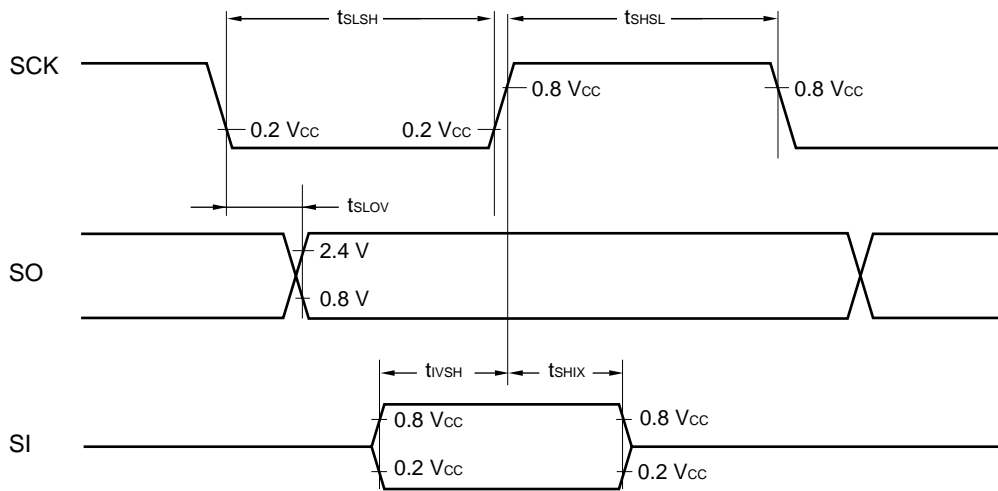 tSLSH tSHSL
SCK
0.8 VCC 0.8 VCC
0.2 VCC 0.2 VCC
tSLOV
2.4 V
SO
0.8 V
tIVSH tSHIX
0.8 VCC 0.8 VCC
SI
0.2 VCC 0.2 VCC